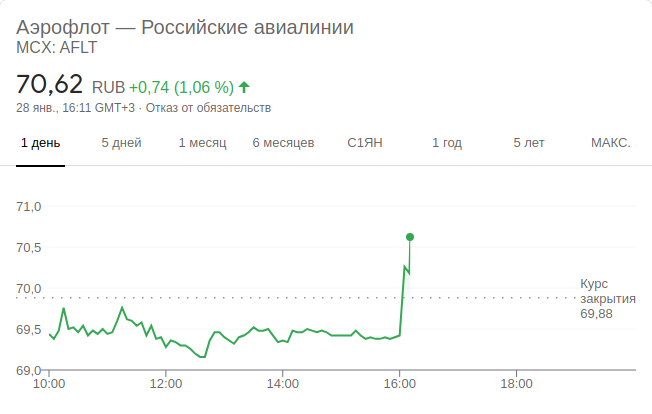 Аэрофлот — Российские авиалинии
MCX: AFLT
70,62 RUB +0,74 (1,06 %)
28 янв., 16:11 GMT+3 · Отказ от обязательств
1 день 5 дней 1 месяц 6 месяцев С1ЯН 1 год 5 лет МАКС.
71,0
70,5
70,0
69,5
69,0
Курс
закрытия
69,88
10:00 12:00 14:00 16:00 18:00